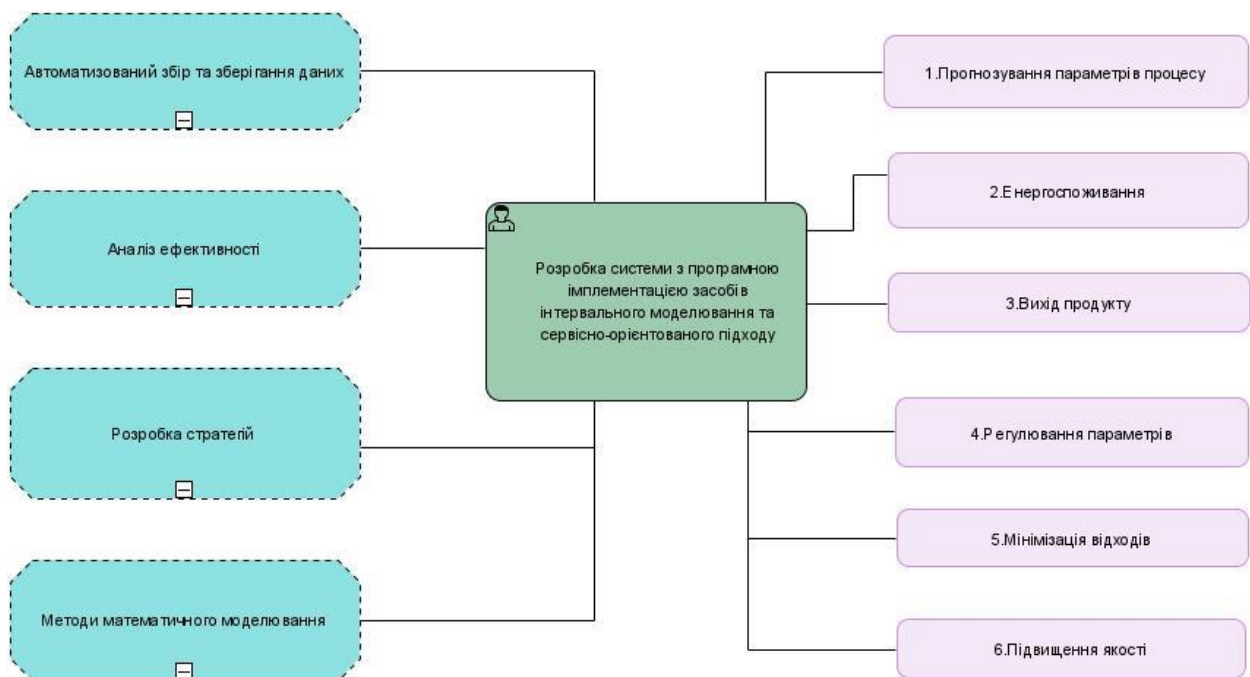 Автоматизований збір та зберігання даних
Аналіз ефективності
Розробка стратегій
Методи математичного моделювання
Розробка системи з програмною
імплементацією засобів
інтервального моделювання та
сервісно-орієнтованого підходу
1.Прогнозування параметрів процесу
2.Енергоспоживання
3.Вихід продукту
4.Регулювання параметрів
5.Мінімізація відходів
6.Підвищення якості